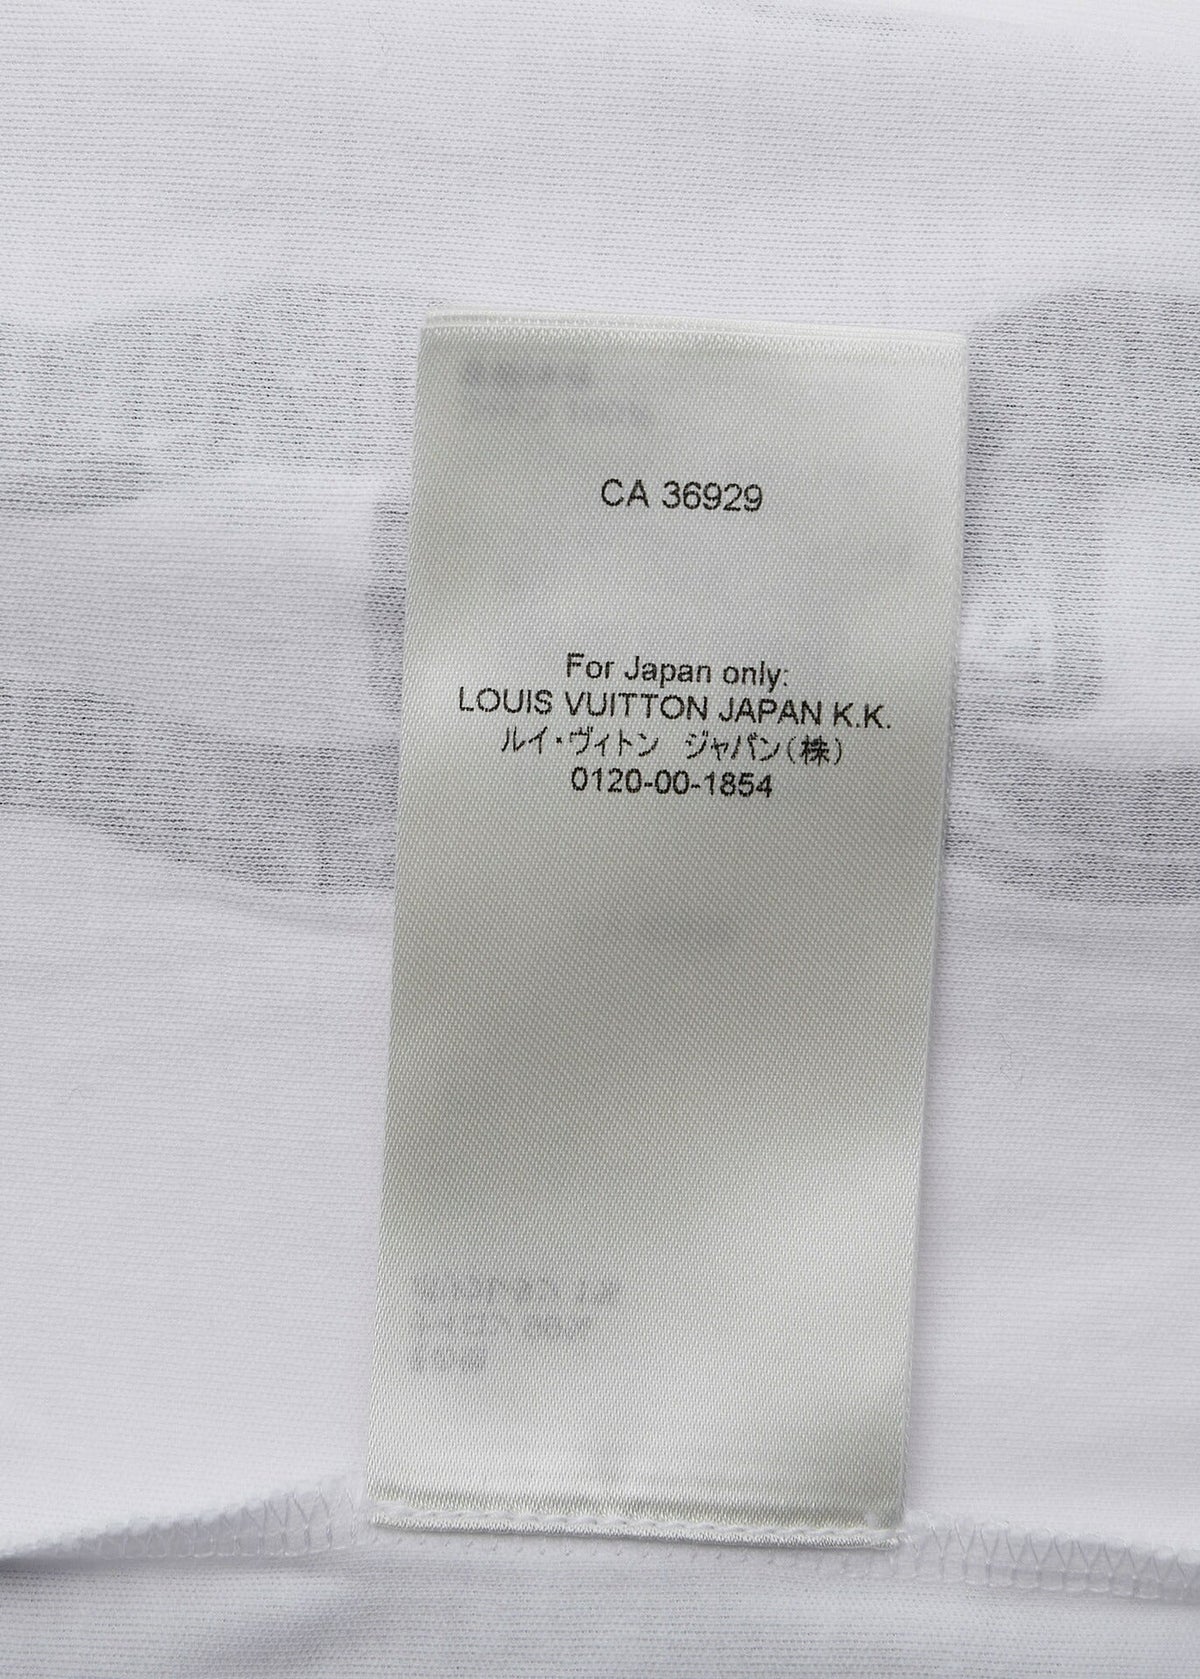 CA 36929
For Japan only:
LOUIS VUITTON JAPAN K.K.
ルイ・ヴィトン ジャパン(株)
0120-00-1854